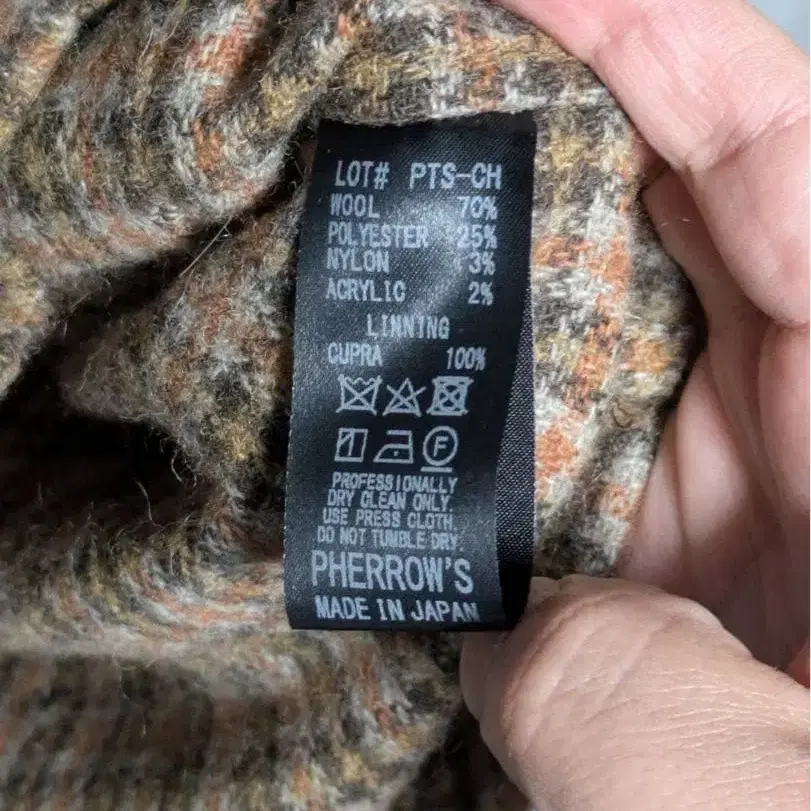 LOT# PTS-CH
WOOL 70%
POLYESTER 25%
NYLON 3%
ACRYLIC 2%
LINNING
CUPRA 100%
F
PROFESSIONALLY
DRY CLEAN ONLY.
USE PRESS CLOTH.
DO NOT TUMBLE DRY.
PHERROW'S
MADE IN JAPAN